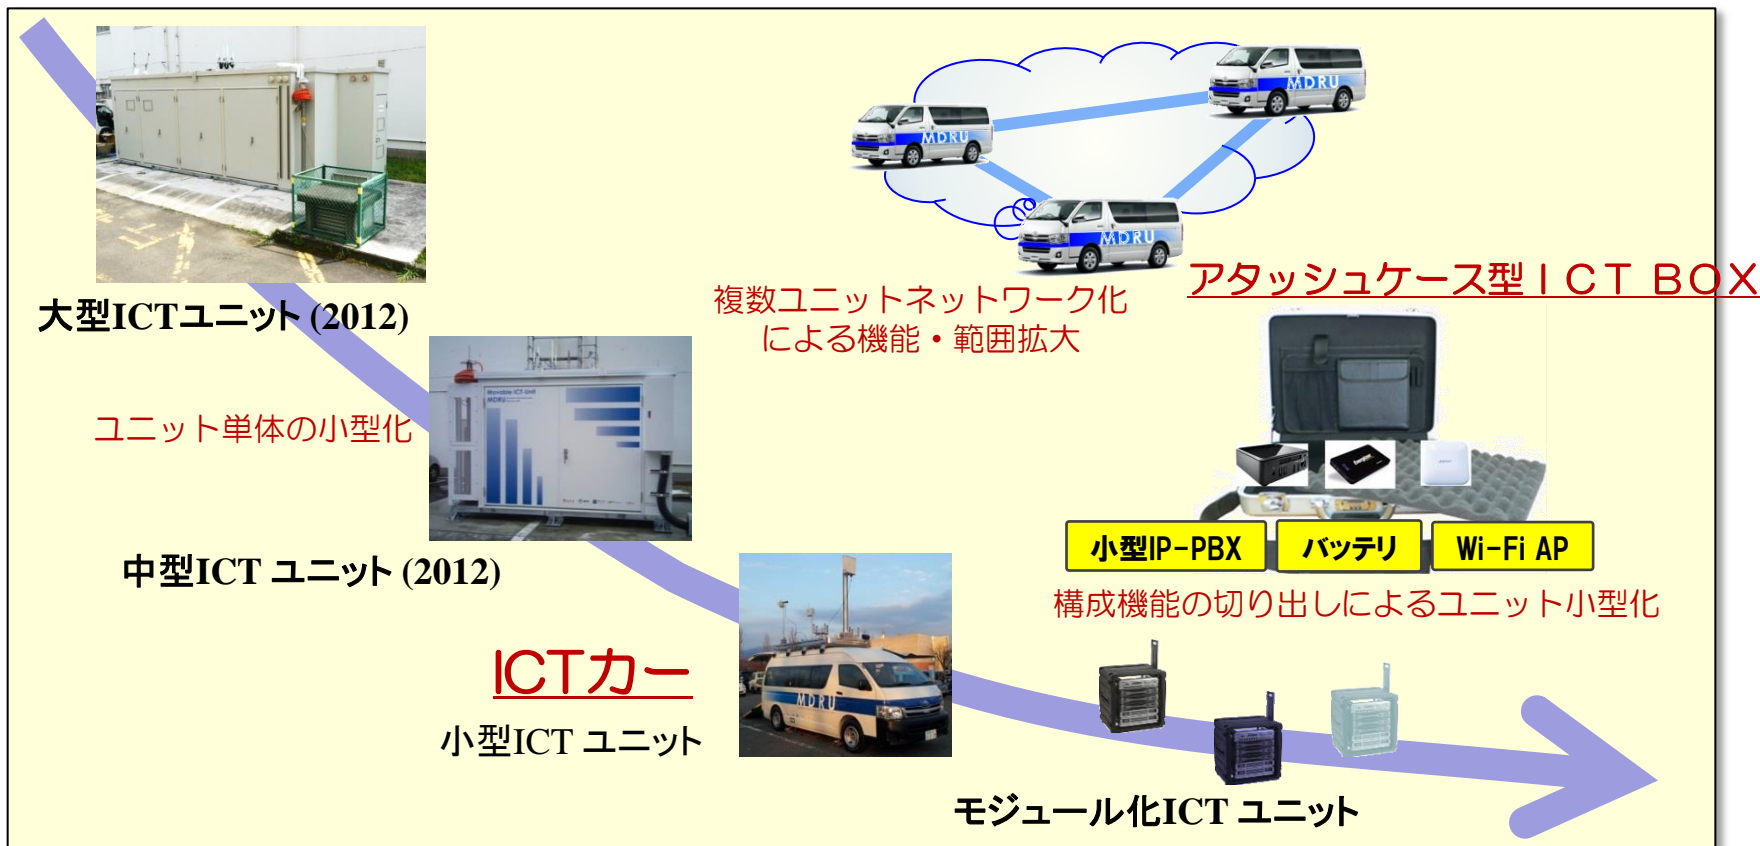 大型ICTユニット (2012)
ユニット単体の小型化
Movable ICT-Unit
MDRU
中型ICT ユニット (2012)
ICTカー
小型ICT ユニット
MDRU
MDRU
MDRU
MDRU
複数ユニットネットワーク化
による機能・範囲拡大
アタッシュケース型ICT BOX
小型IP-PBX
バッテリ
Wi-Fi AP
構成機能の切り出しによるユニット小型化
モジュール化ICT ユニット